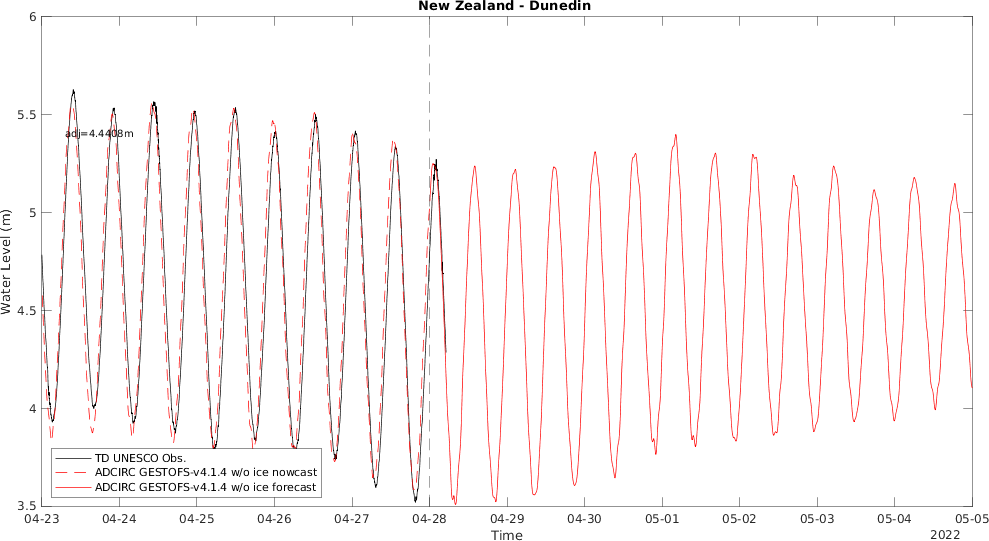 New Zealand - Dunedin
6
5.5
5
4.5
4
3.5
Water Level (m)
adj=4.4408m
TD UNESCO Obs.
ADCIRC GESTOFS-v4.1.4 w/o ice nowcast
ADCIRC GESTOFS-v4.1.4 w/o ice forecast
04-23 04-24 04-25 04-26 04-27 04-28 04-29 04-30 05-01 05-02 05-03 05-04 05-05
Time
2022